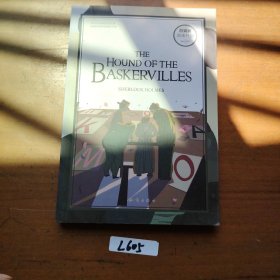 THE
HOUND OF THE
BASKERVILLES
SHERLOCK HOLMES
L605